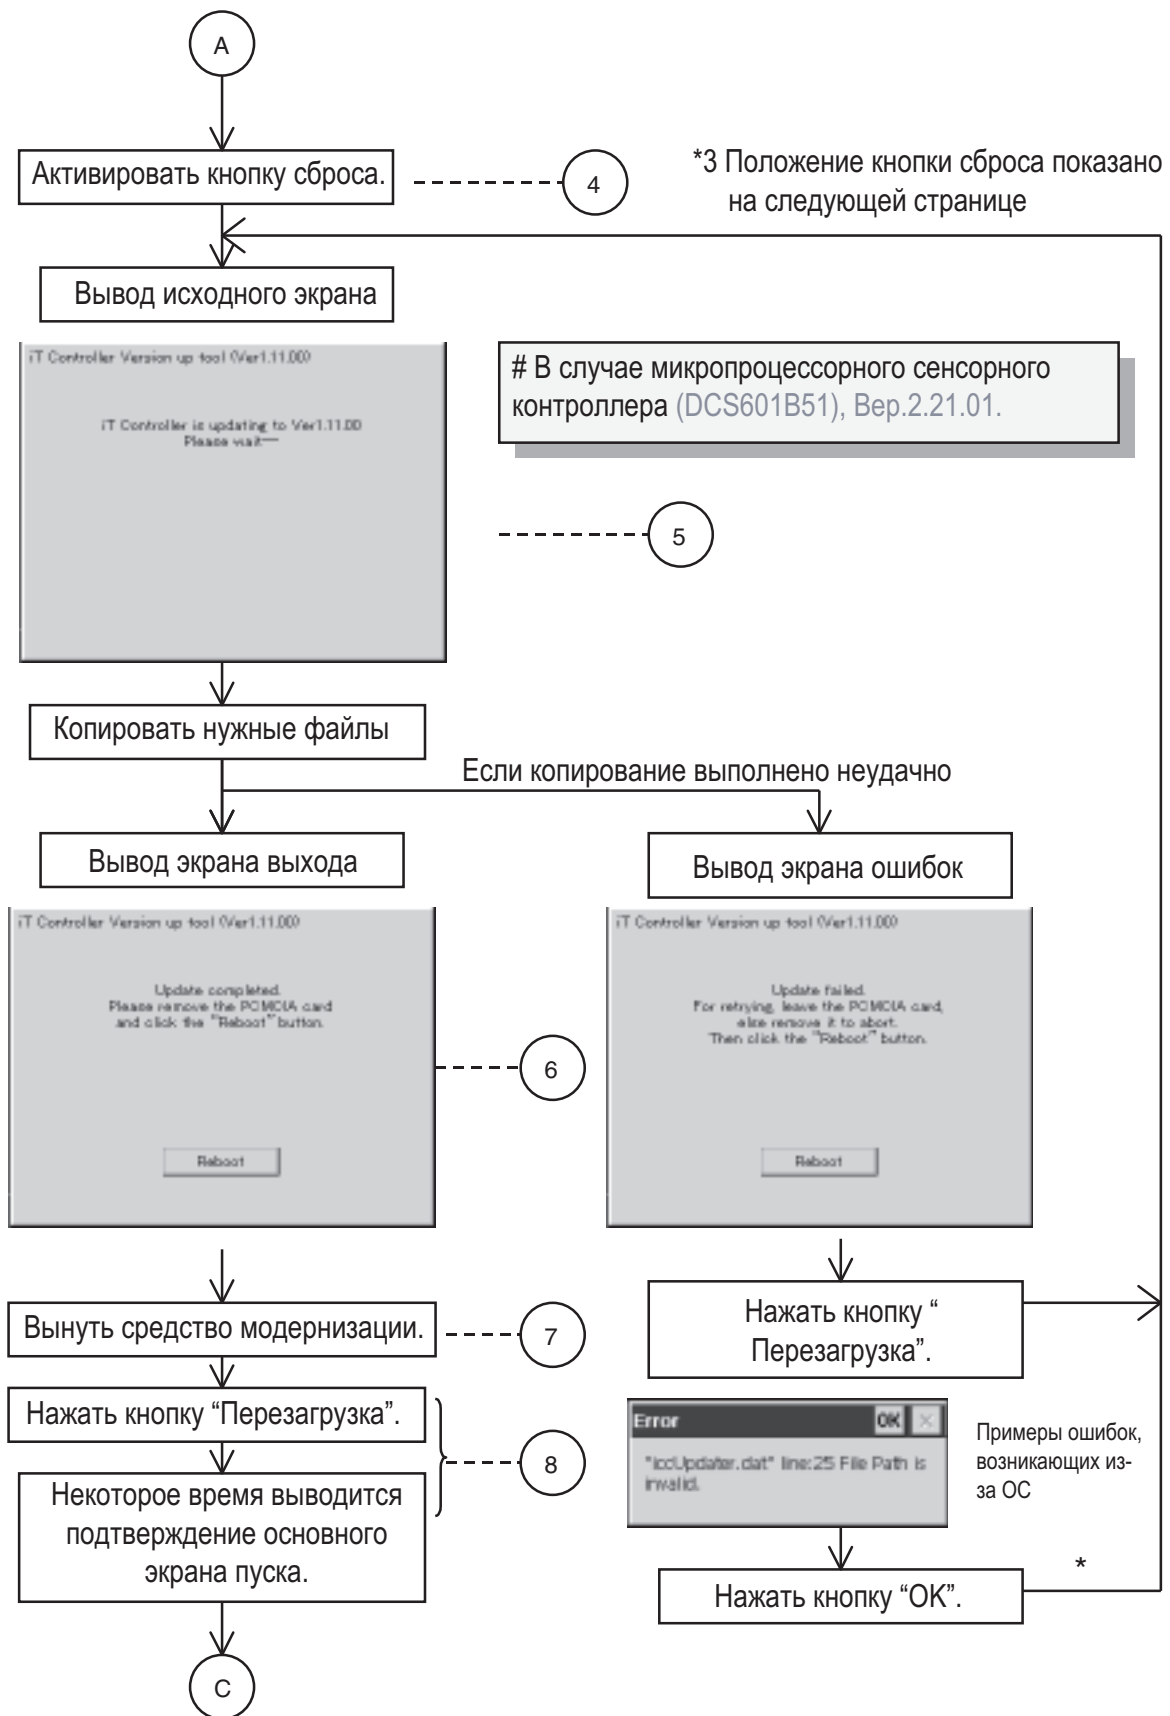 A
Активировать кнопку сброса.
4
*3 Положение кнопки сброса показано
на следующей странице
Вывод исходного экрана
iT Controller Version up tool (Ver1.11.00)
iT Controller is updating to Ver1.11.00
Please wait
# В случае микропроцессорного сенсорного
контроллера (DCS601B51), Вер.2.21.01.
5
Копировать нужные файлы
Если копирование выполнено неудачно
Вывод экрана выхода
Вывод экрана ошибок
iT Controller Version up tool (Ver1.11.00)
Update completed.
Please remove the PCMCIA card
and click the "Reboot" button.
Reboot
6
iT Controller Version up tool (Ver1.11.00)
Update failed.
For retrying, leave the PCMCIA card,
else remove it to abort.
Then click the "Reboot" button.
Reboot
Вынуть средство модернизации.
7
Нажать кнопку “
Перезагрузка”.
Нажать кнопку “Перезагрузка”.
8
Некоторое время выводится
подтверждение основного
экрана пуска.
Error
OK
"iccUpdater.dat" line:25 File Path is
invalid.
Примеры ошибок,
возникающих из-
за ОС
Нажать кнопку “OK”.
*
C